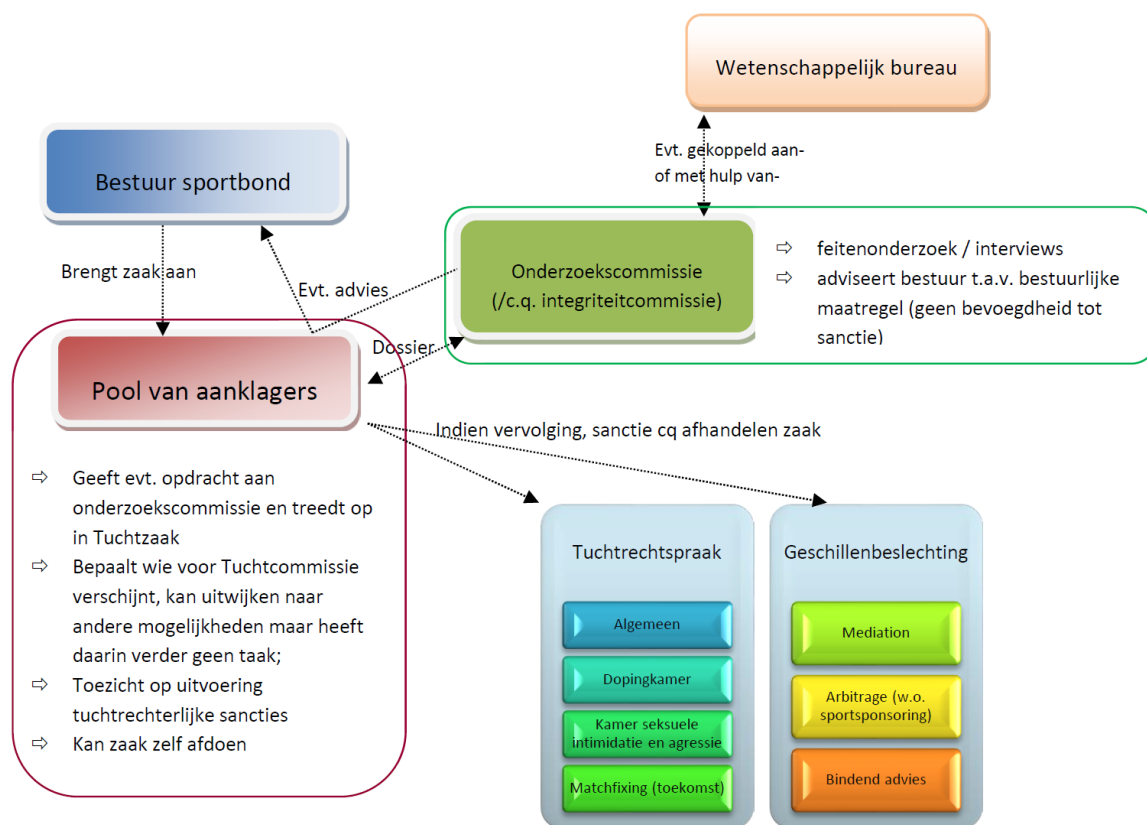 Wetenschappelijk bureau
Evt. gekoppeld aan-
of met hulp van-
Bestuur sportbond
Brengt zaak aan
Evt. advies
Onderzoekscommissie
(/c.q. integriteitcommissie)
⇨ feitenonderzoek / interviews
⇨ adviseert bestuur t.a.v. bestuurlijke
maatregel (geen bevoegdheid tot
sanctie)
Dossier
Pool van aanklagers
Indien vervolging, sanctie cq afhandelen zaak
⇨ Geeft evt. opdracht aan
onderzoekscommissie en treedt op
in Tuchtzaak
⇨ Bepaalt wie voor Tuchtcommissie
verschijnt, kan uitwijken naar
andere mogelijkheden maar heeft
daarin verder geen taak;
⇨ Toezicht op uitvoering
tuchtrechterlijke sancties
⇨ Kan zaak zelf afdoen
Tuchtrechtspraak
Algemeen
Dopingkamer
Kamer seksuele
intimidatie en agressie
Matchfixing (toekomst)
Geschillenbeslechting
Mediation
Arbitrage (w.o.
sportsponsoring)
Bindend advies